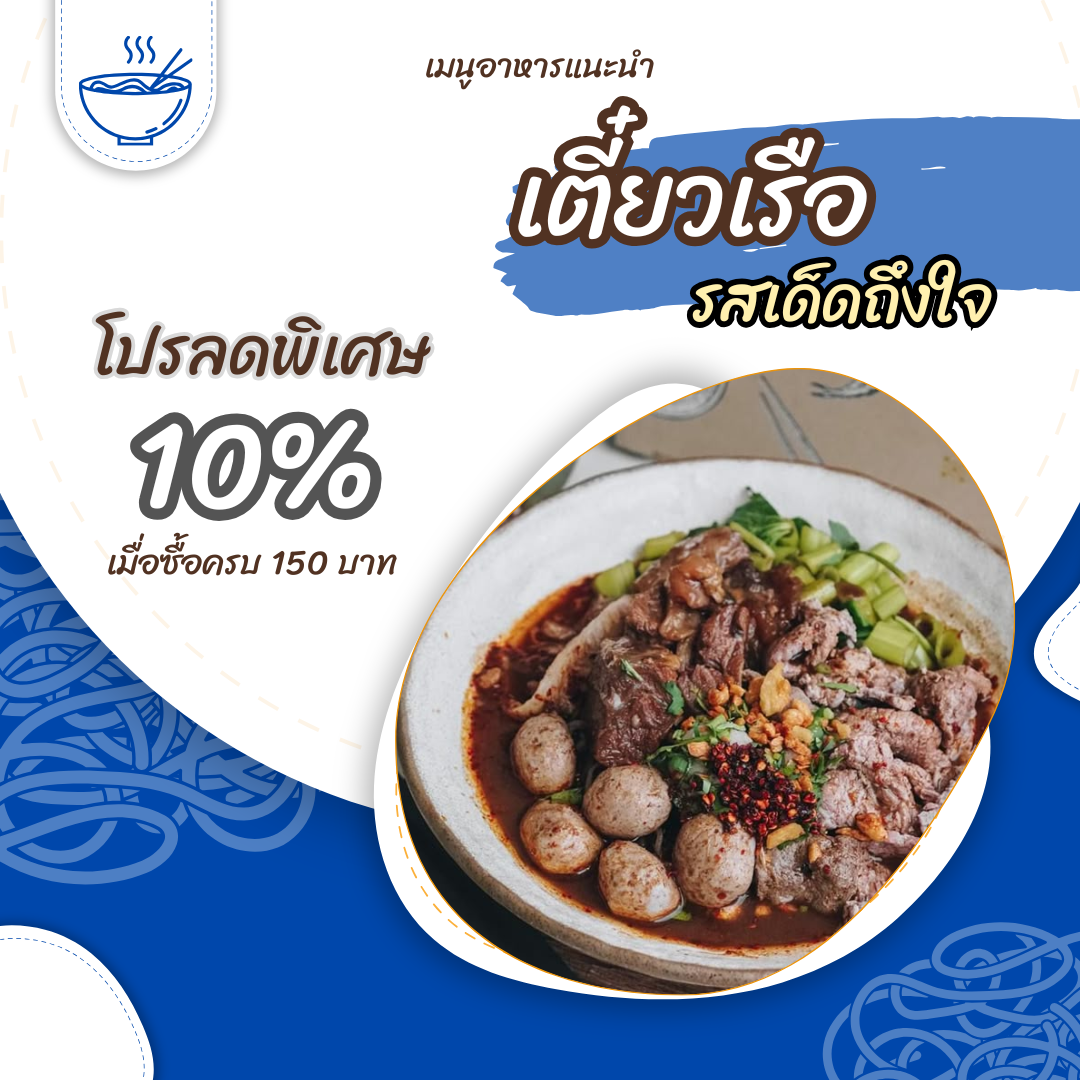 เมนูอาหารแนะนำ
เตี๋ยวเรือ
รสเด็ดถึงใจ
โปรลดพิเศษ
10%
เมื่อซื้อครบ 150 บาท